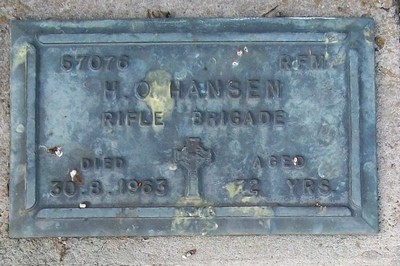 57076 RFM
H. O. HANSEN
RIFLE BRIGADE
DIED AGED
30.8.1963 72 YRS.